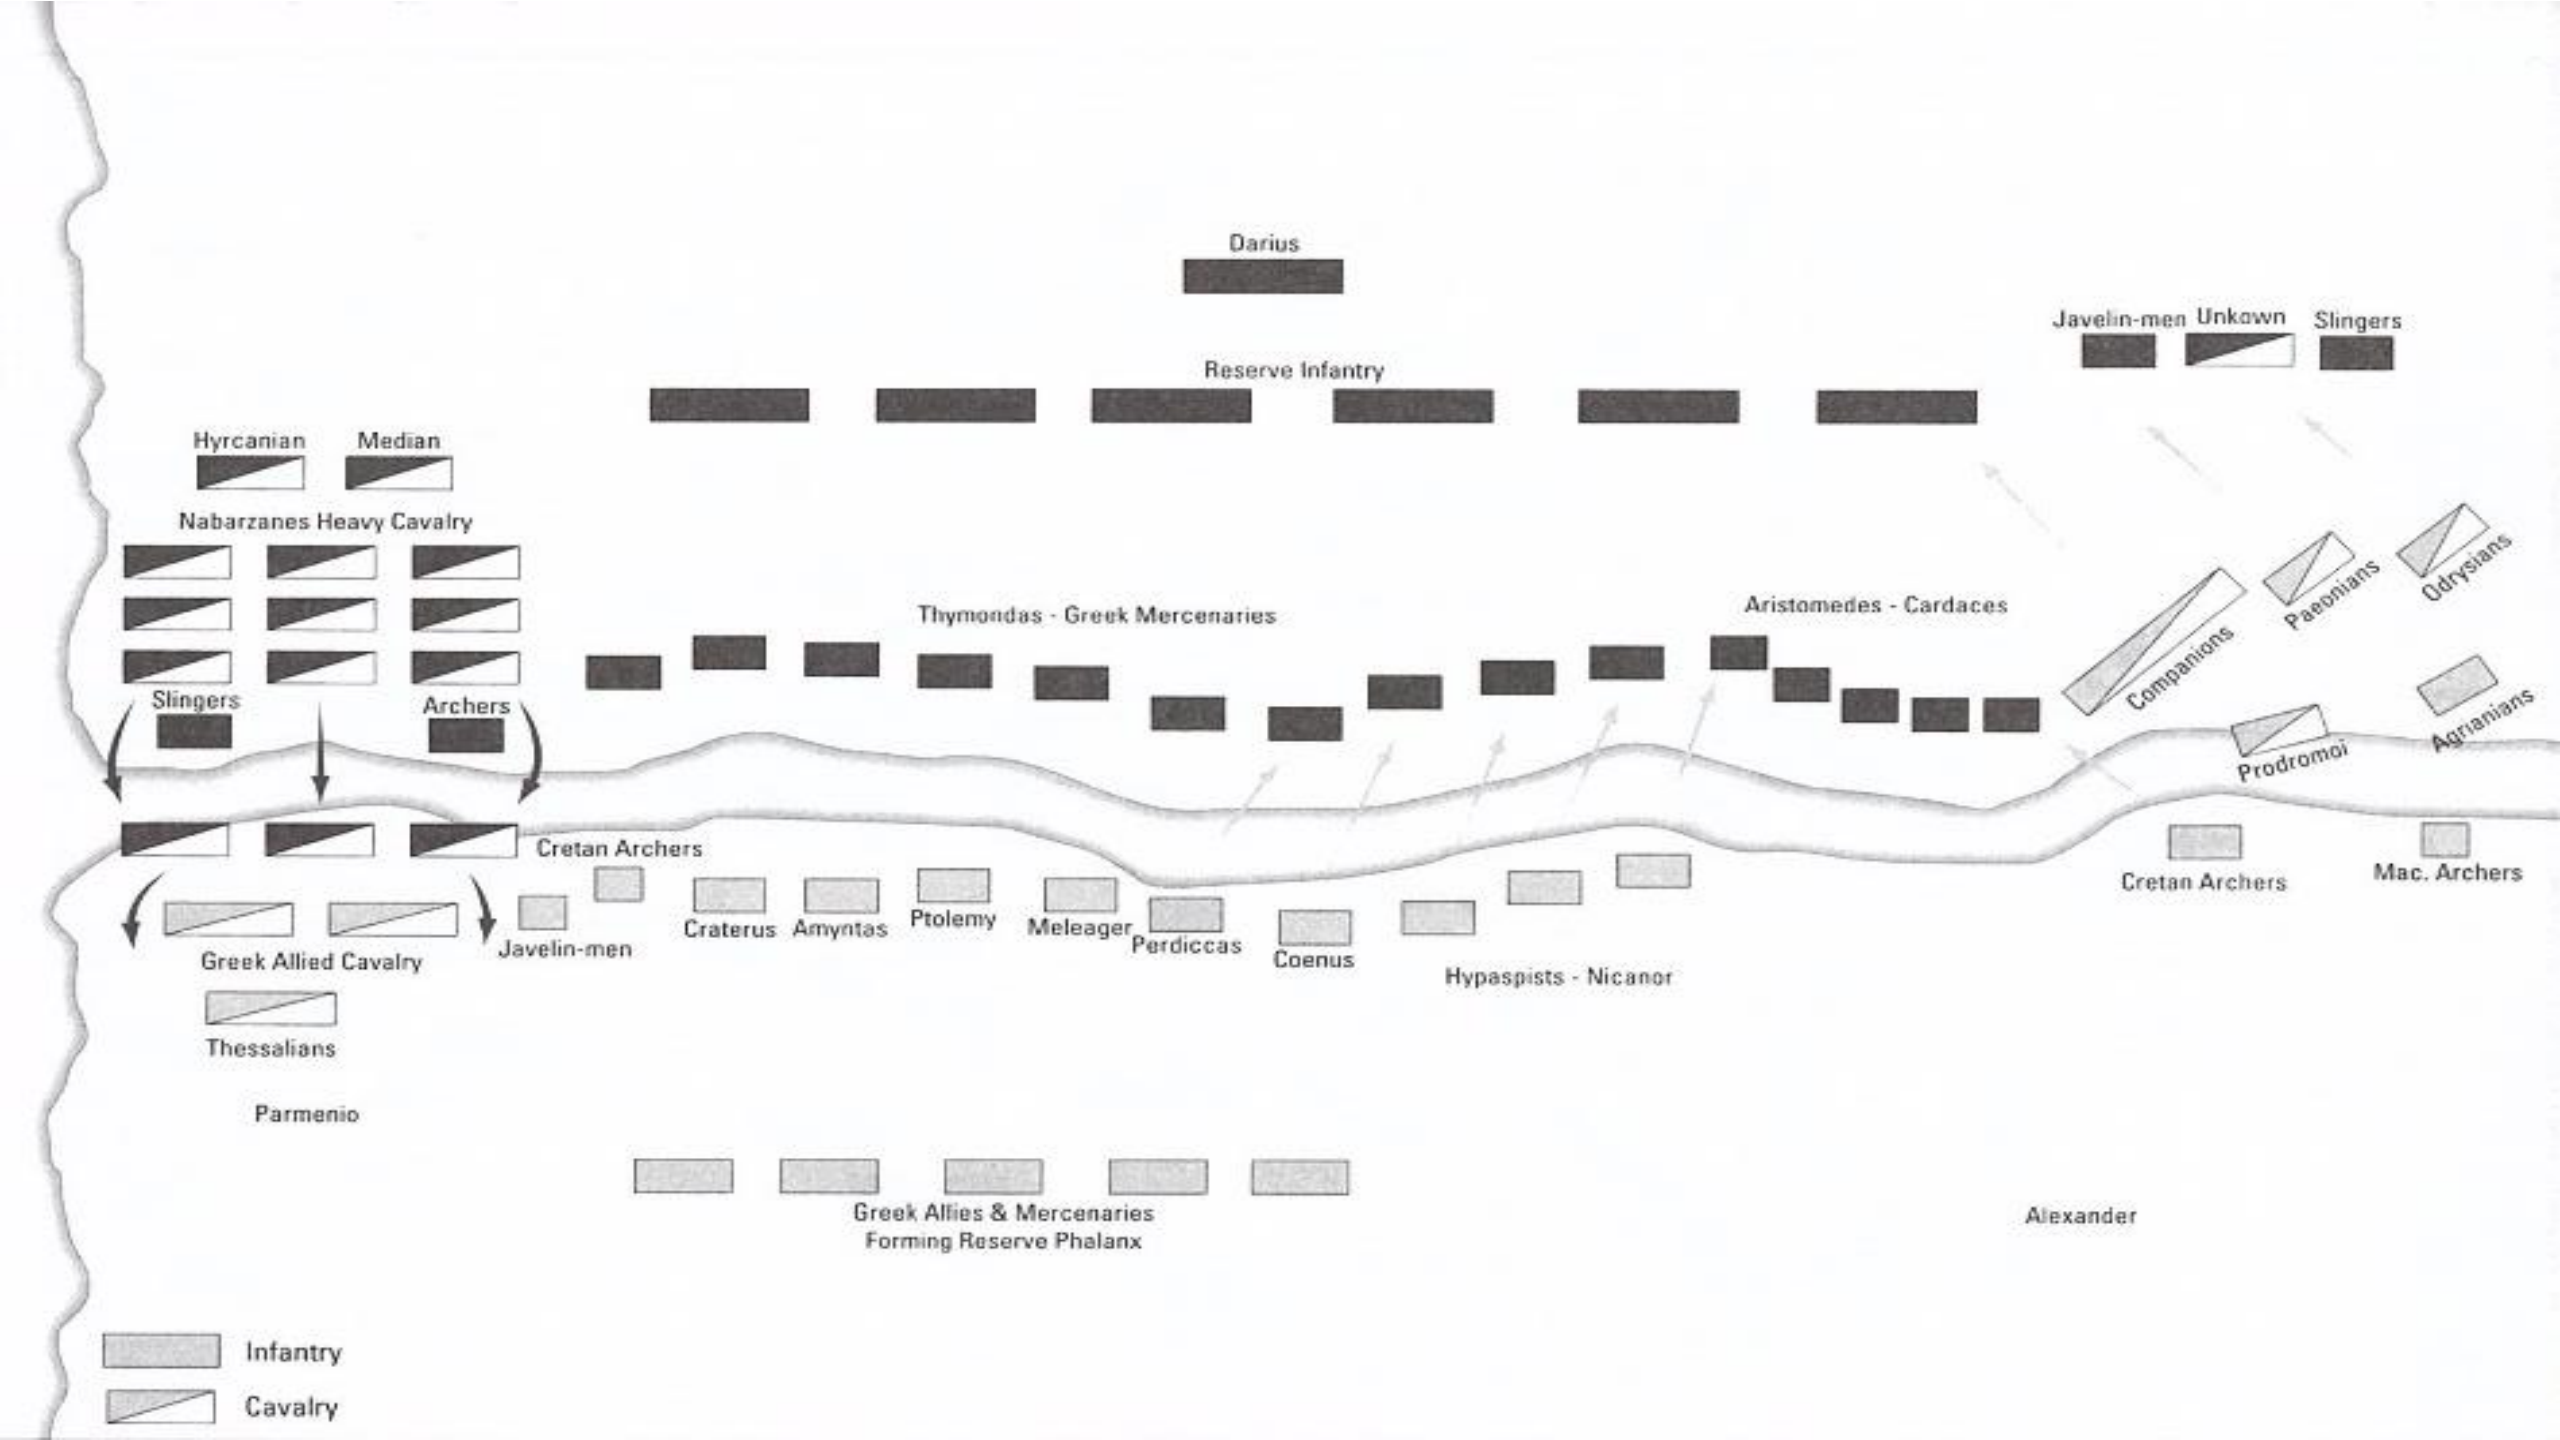 Darius
Javelin-men
Unkown
Slingers
Reserve Infantry
Hyrcanian
Median
Nabarzanes Heavy Cavalry
Thymondas - Greek Mercenaries
Aristomedes - Cardaces
Odrysians
Paeonians
Companions
Agrianians
Prodromoi
Slingers
Archers
Cretan Archers
Javelin-men
Craterus
Amyntas
Ptolemy
Meleager
Perdiccas
Coenus
Hypaspists - Nicanor
Cretan Archers
Mac. Archers
Greek Allied Cavalry
Thessalians
Parmenio
Greek Allies & Mercenaries
Forming Reserve Phalanx
Alexander
Infantry
Cavalry